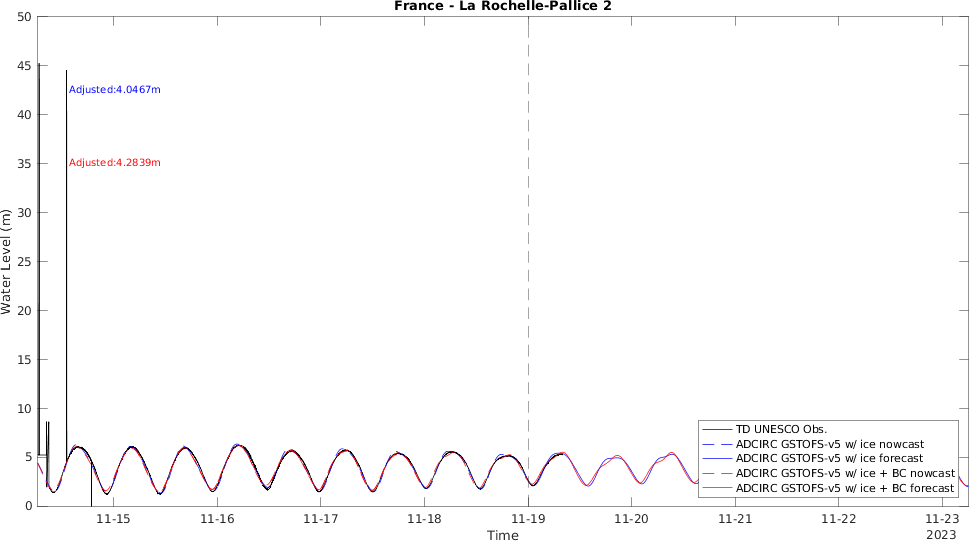 France - La Rochelle-Pallice 2
50
45
40
35
30
25
20
15
10
5
0
Water Level (m)
Adjusted:4.0467m
Adjusted:4.2839m
TD UNESCO Obs.
ADCIRC GSTOFS-v5 w/ ice nowcast
ADCIRC GSTOFS-v5 w/ ice forecast
ADCIRC GSTOFS-v5 w/ ice + BC nowcast
ADCIRC GSTOFS-v5 w/ ice + BC forecast
11-15 11-16 11-17 11-18 11-19 11-20 11-21 11-22 11-23
2023
Time